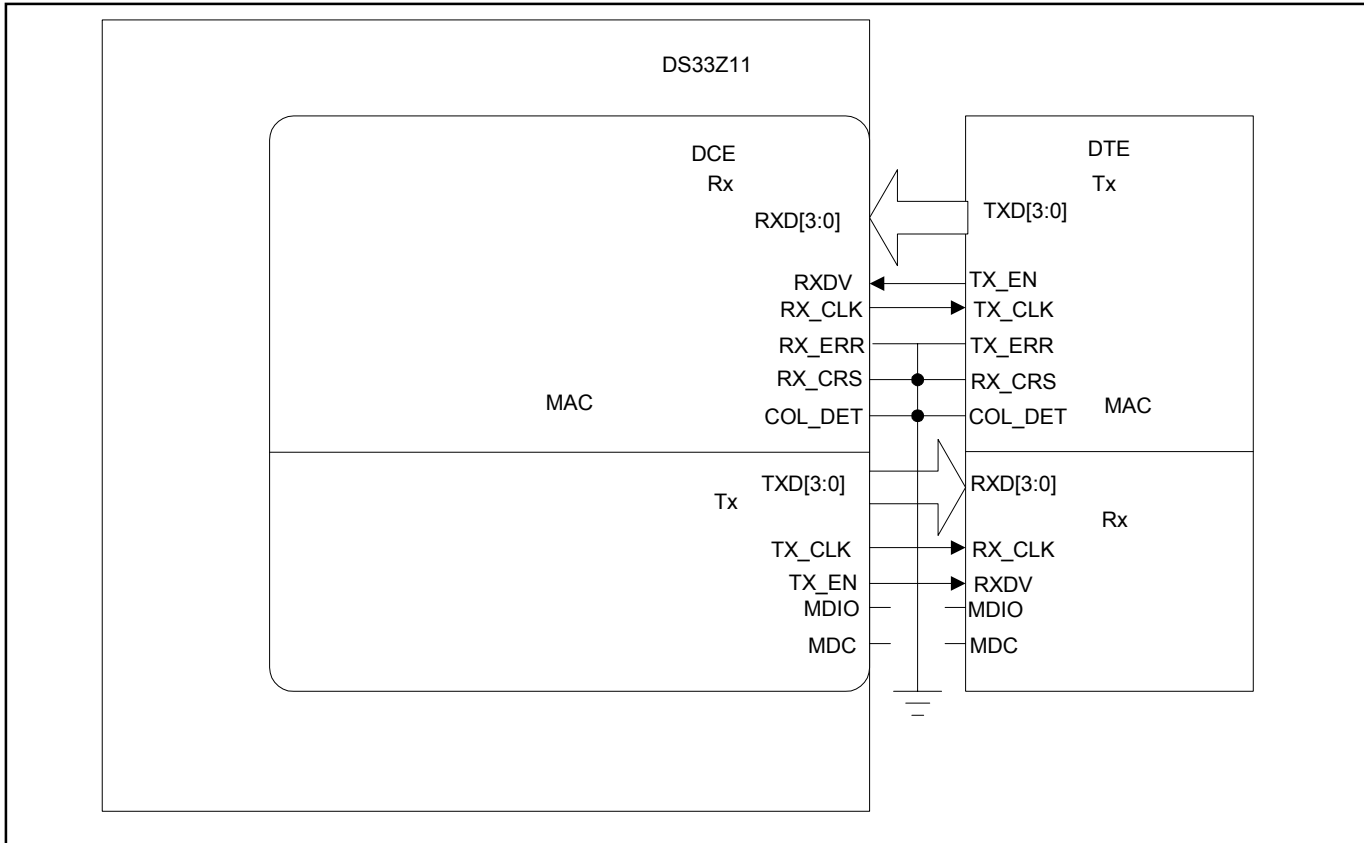 DS33Z11
DCE
Rx
RXD[3:0]
RXDV
RX_CLK
RX_ERR
RX_CRS
MAC
COL_DET
TXD[3:0]
Tx
TX_CLK
TX_EN
MDIO
MDC
DTE
Tx
TXD[3:0]
TX_EN
TX_CLK
TX_ERR
RX_CRS
MAC
COL_DET
RXD[3:0]
Rx
RX_CLK
RXDV
MDIO
MDC